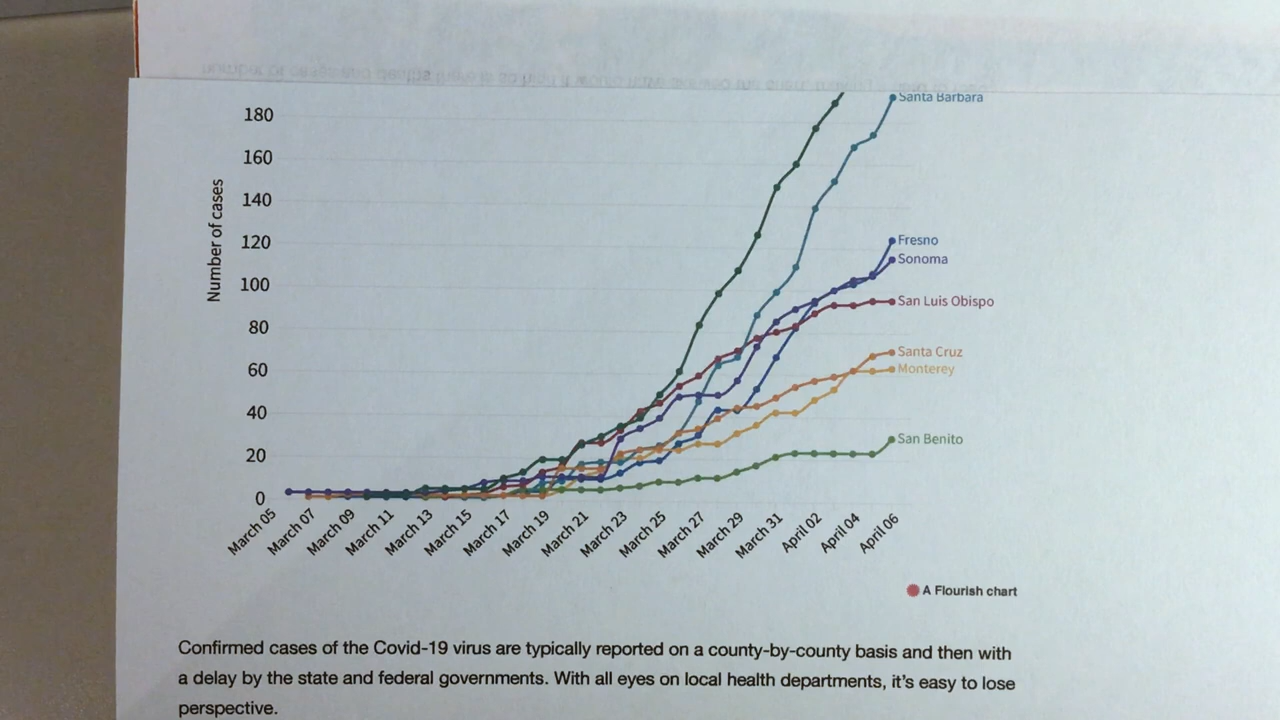 180
Santa Barbara
160
140
120
Fresno
Sonoma
100
San Luis Obispo
80
Santa Cruz
60
Monterey
40
San Benito
20
0
Number of cases
March 05
March 07
March 09
March 11
March 13
March 15
March 17
March 19
March 21
March 23
March 25
March 27
March 29
March 31
April 02
April 04
April 06
A Flourish chart
Confirmed cases of the Covid-19 virus are typically reported on a county-by-county basis and then with
a delay by the state and federal governments. With all eyes on local health departments, it's easy to lose
perspective.